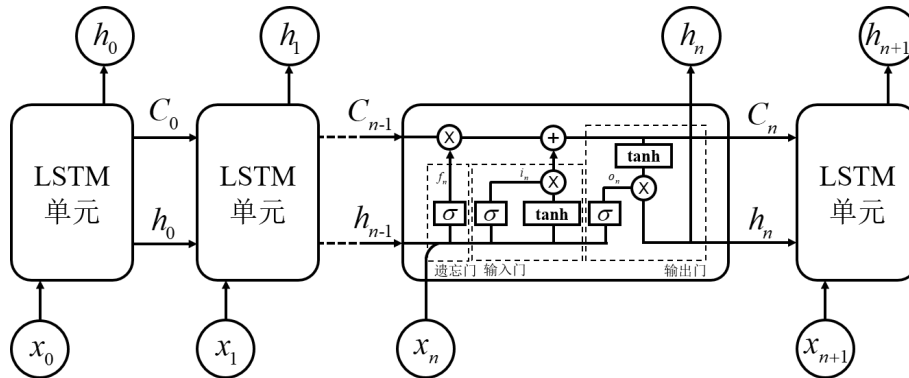 h₀ h₁ hₙ hₙ₊₁
C₀ Cₙ₋₁ Cₙ
× + tanh
LSTM LSTM fₙ iₙ × oₙ × LSTM
单元 单元 σ σ tanh σ 单元
h₀ hₙ₋₁ hₙ
遗忘门 输入门 输出门
x₀ x₁ xₙ xₙ₊₁